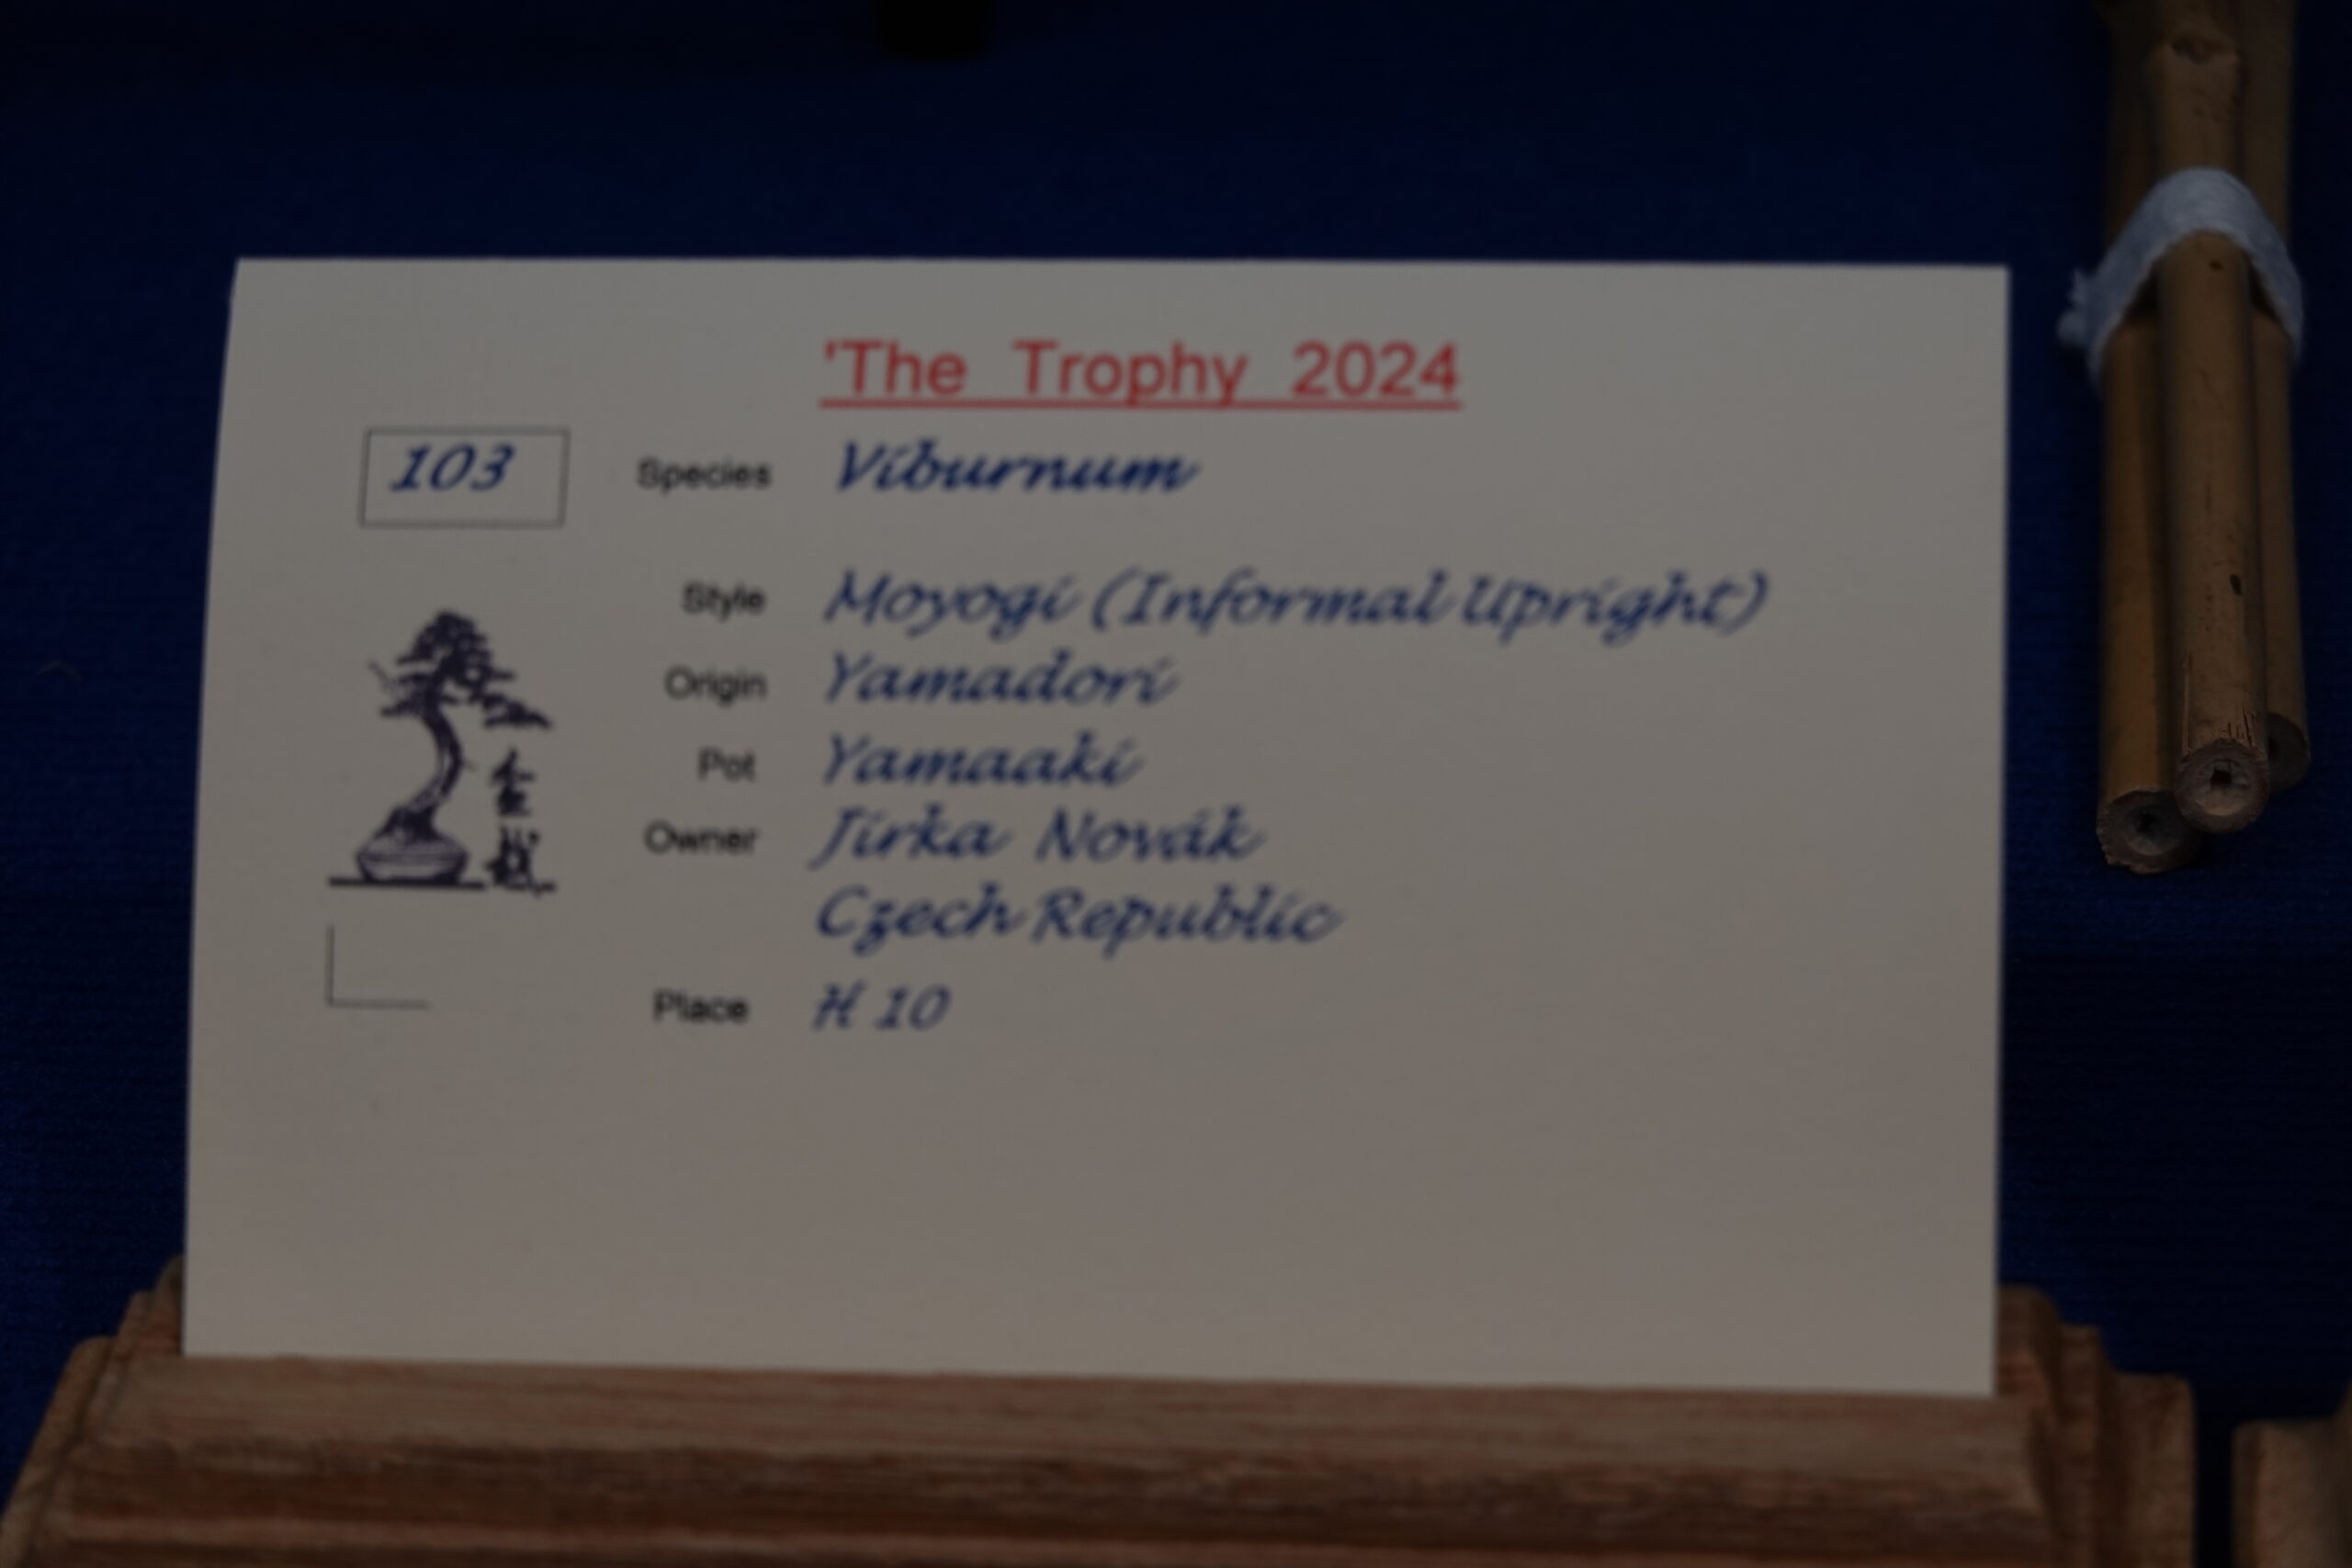 'The Trophy 2024
103
Species Viburnum
Style Moyogi (Informal Upright)
Origin Yamadori
Pot Yamaaki
Owner Jirka Novák
Czech Republic
Place H 10